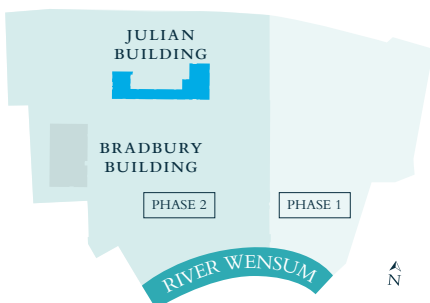 JULIAN
BUILDING
BRADBURY
BUILDING
PHASE 2
PHASE 1
RIVER WENSUM
N